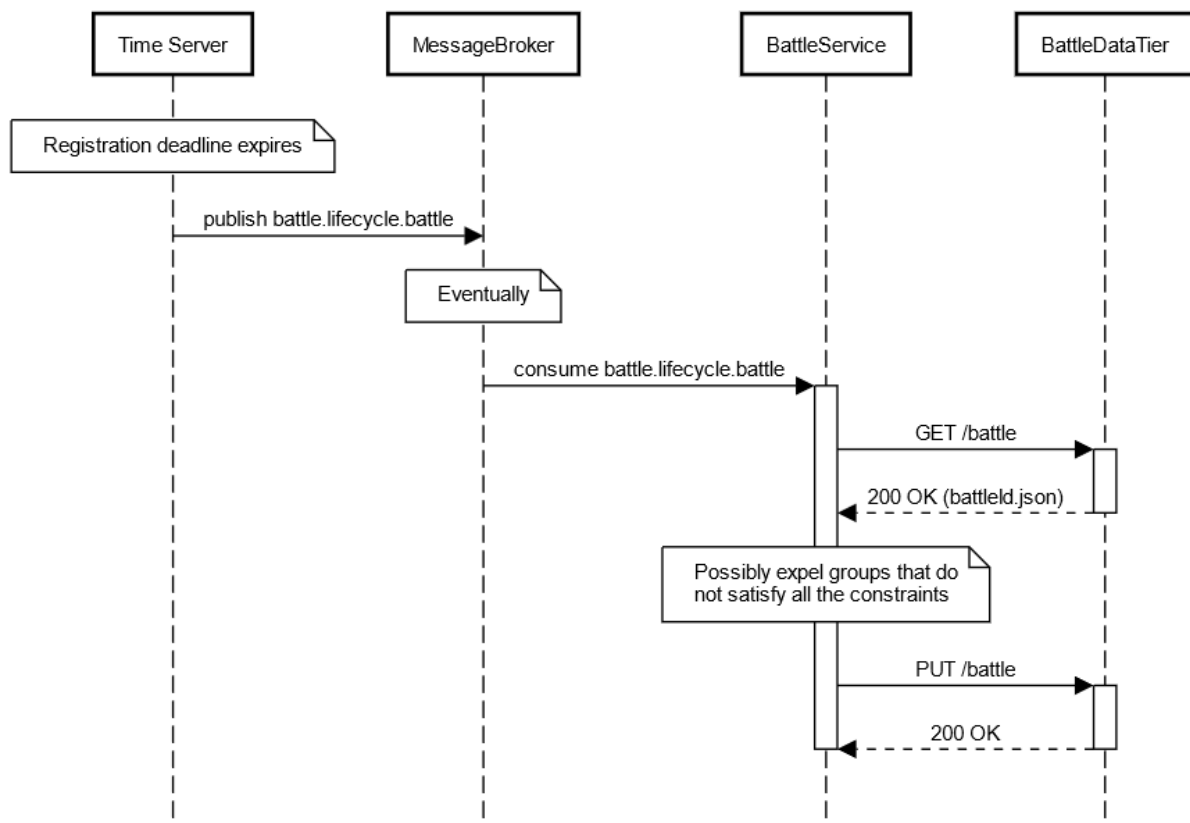 Time Server
MessageBroker
BattleService
BattleDataTier
Registration deadline expires
publish battle.lifecycle.battle
Eventually
consume battle.lifecycle.battle
GET /battle
200 OK (battleId.json)
Possibly expel groups that do
not satisfy all the constraints
PUT /battle
200 OK